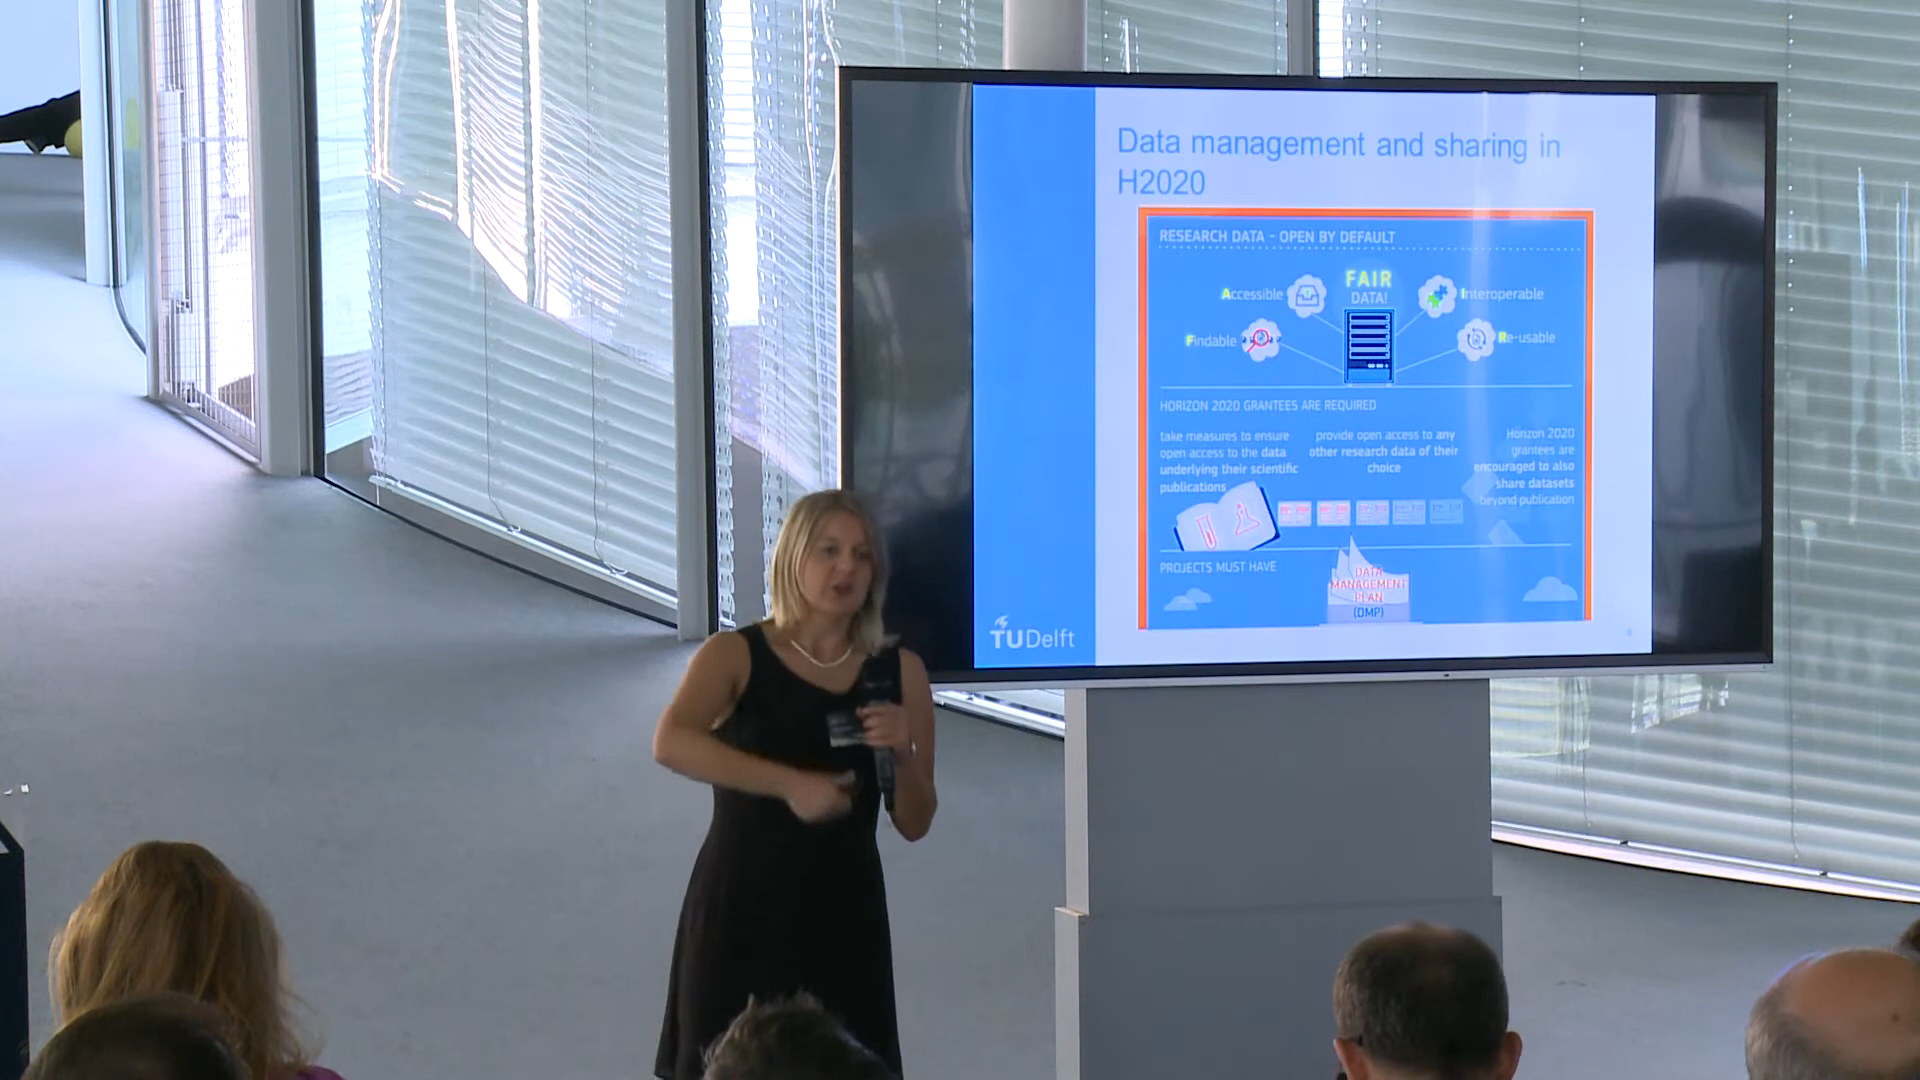 Data management and sharing in
H2020
RESEARCH DATA - OPEN BY DEFAULT
FAIR
DATA!
Accessible
Interoperable
Findable
Re-usable
HORIZON 2020 GRANTEES ARE REQUIRED
take measures to ensure
open access to the data
underlying their scientific
publications
provide open access to any
other research data of their
choice
Horizon 2020
grantees are
encouraged to also
share datasets
beyond publication
PROJECTS MUST HAVE
DATA
MANAGEMENT
PLAN
(DMP)
TUDelft